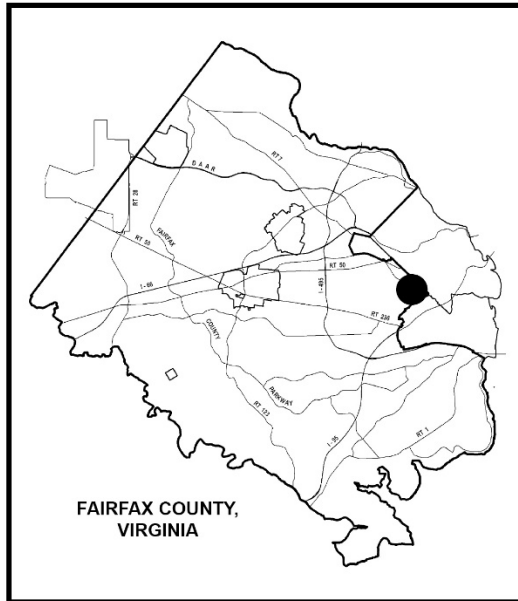 RT 7
D A A R
RT 28
FAIRFAX
RT 50
RT 50
I-66
I-495
RT 236
COUNTY
PARKWAY
RT 123
RT 1
I-95
FAIRFAX COUNTY,
VIRGINIA